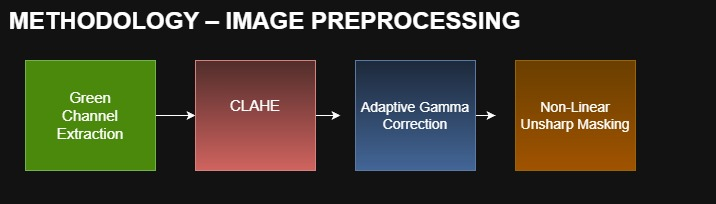 METHODOLOGY – IMAGE PREPROCESSING
Green
Channel
Extraction
CLAHE
Adaptive Gamma
Correction
Non-Linear
Unsharp Masking